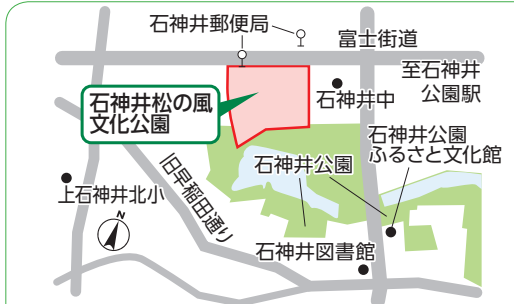 石神井郵便局
富士街道
至石神井
公園駅
石神井松の風
文化公園
石神井中
石神井公園
ふるさと文化館
石神井公園
上石神井北小
旧早稲田通り
N
石神井図書館